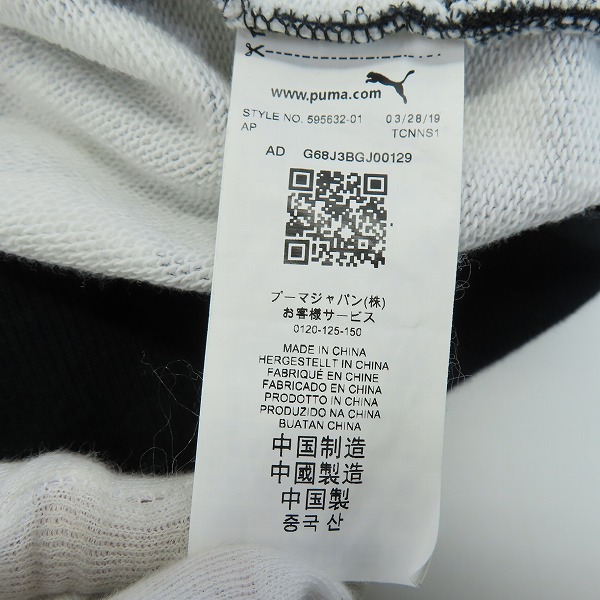 www.puma.com
STYLE NO. 595632-01 03/28/19
AP TCNNS1
AD G68J3BGJ00129
プーマジャパン(株)
お客様サービス
0120-125-150
MADE IN CHINA
HERGESTELLT IN CHINA
FABRIQUÉ EN CHINE
FABRICADO EN CHINA
PRODOTTO IN CHINA
PRODUZIDO NA CHINA
BUATAN CHINA
中国制造
中國製造
中国製
중국 산